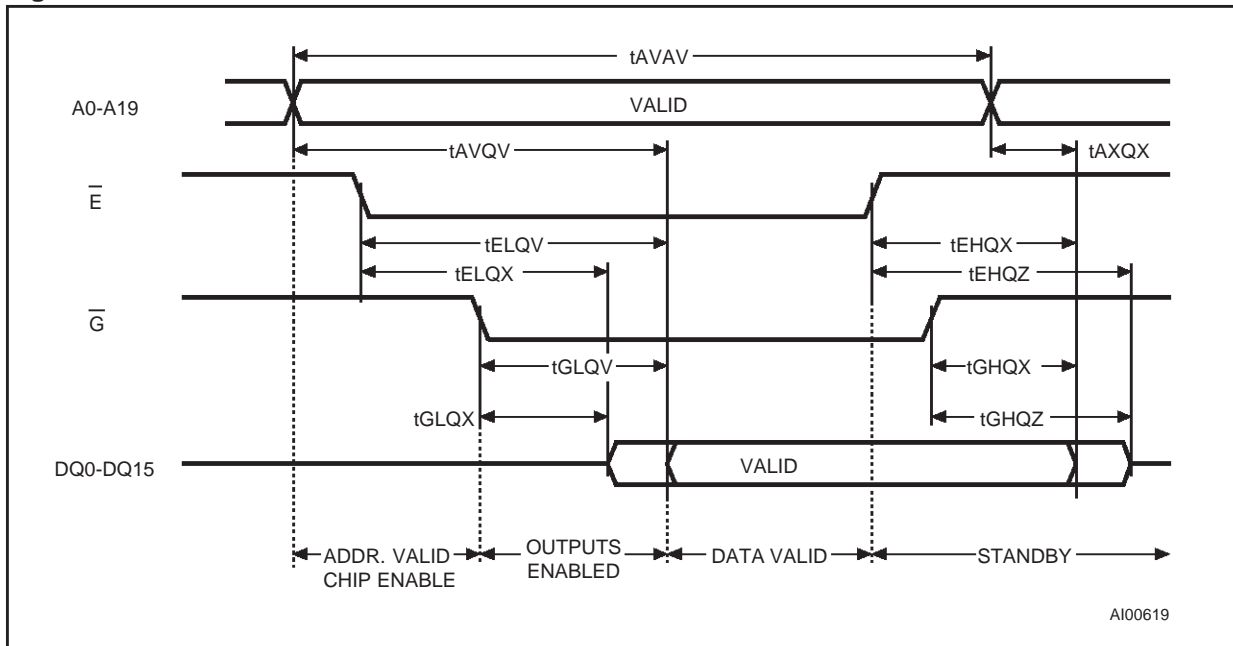 tAVAV
A0-A19
VALID
tAVQV
tAXQX
E
tELQV
tEHQX
tELQX
tEHQZ
G
tGLQV
tGHQX
tGLQX
tGHQZ
DQ0-DQ15
VALID
ADDR. VALID
CHIP ENABLE
OUTPUTS
ENABLED
DATA VALID
STANDBY
AI00619